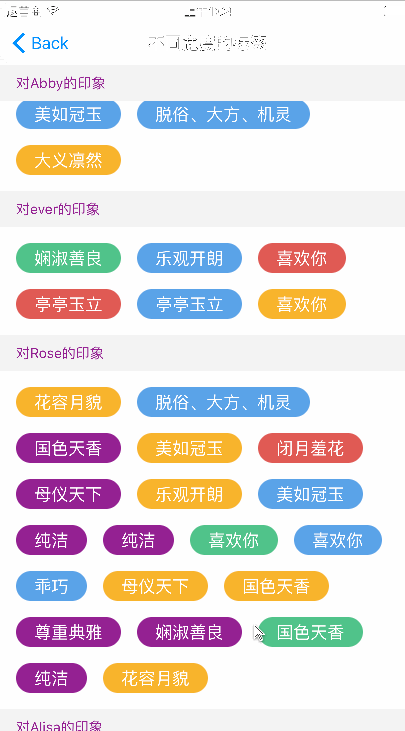 Back
对Abby的印象
美如冠玉 脱俗、大方、机灵
大义凛然
对ever的印象
娴淑善良 乐观开朗 喜欢你
亭亭玉立 亭亭玉立 喜欢你
对Rose的印象
花容月貌 脱俗、大方、机灵
国色天香 美如冠玉 闭月羞花
母仪天下 乐观开朗 美如冠玉
纯洁 纯洁 喜欢你 喜欢你
乖巧 母仪天下 国色天香
尊重典雅 娴淑善良 国色天香
纯洁 花容月貌
对Alisa的印象